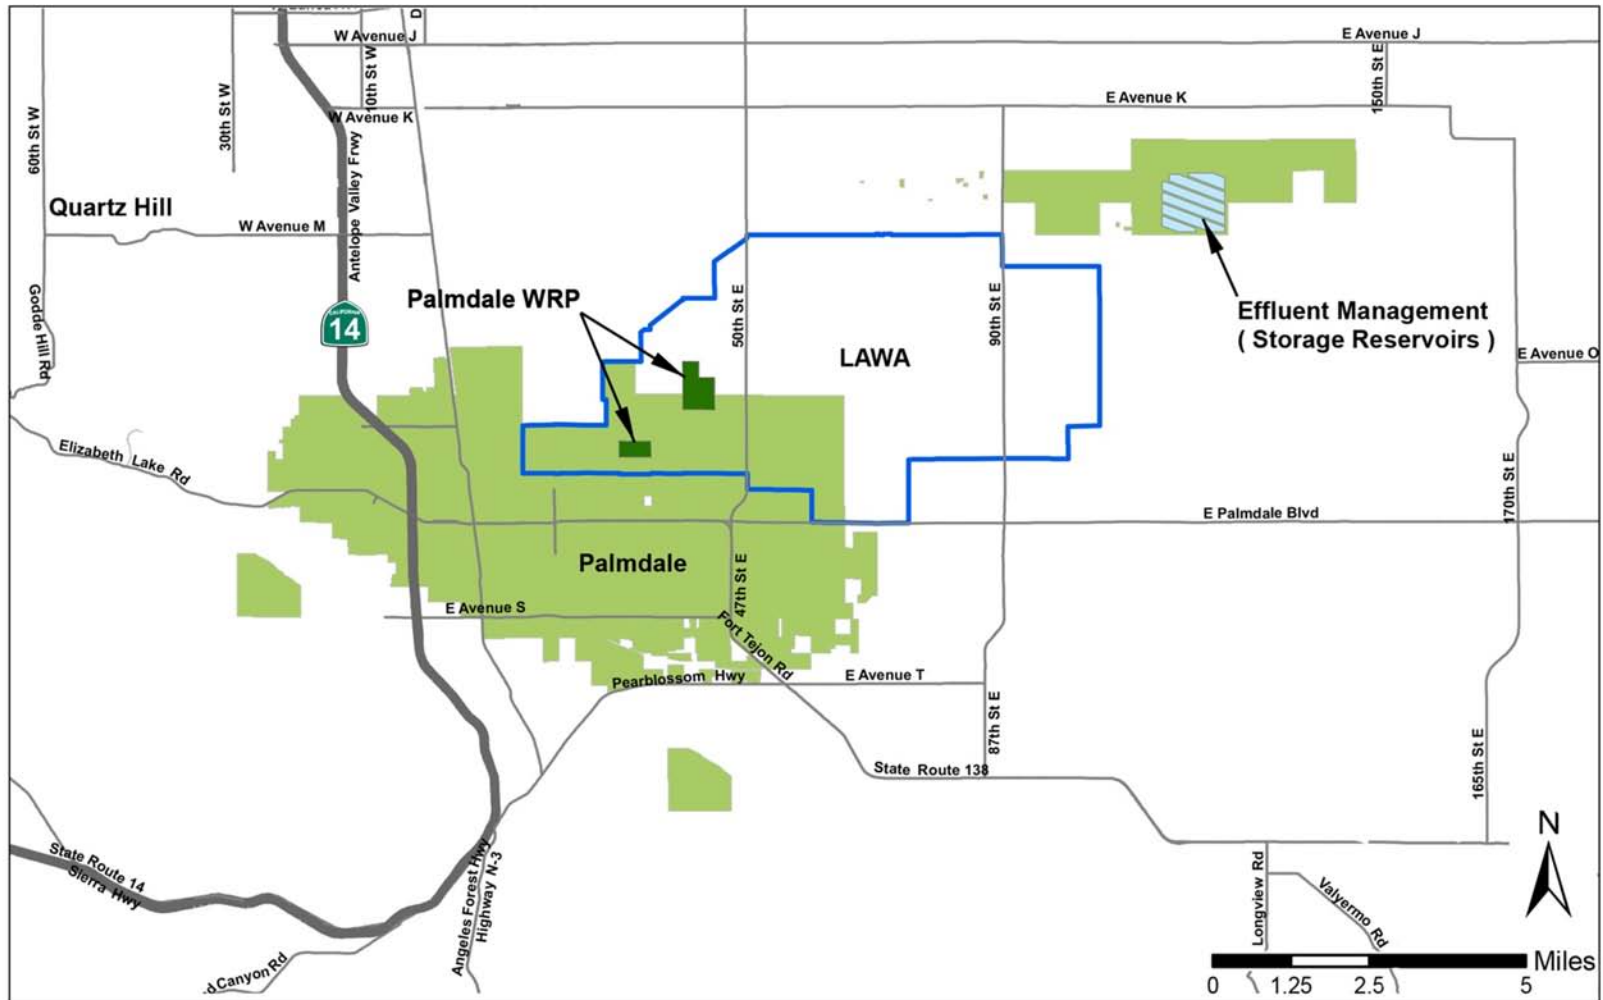 D
W Avenue J
E Avenue J
10th St W
150th St E
30th St W
60th St W
W Avenue K
E Avenue K
Antelope Valley Frwy
Quartz Hill
W Avenue M
Godde Hill Rd
Palmdale WRP
CALIFORNIA
14
50th St E
90th St E
LAWA
Effluent Management
( Storage Reservoirs )
E Avenue O
Elizabeth Lake Rd
170th St E
E Palmdale Blvd
Palmdale
47th St E
E Avenue S
Fort Tejon Rd
Pearblossom Hwy
E Avenue T
87th St E
State Route 138
165th St E
State Route 14
Sierra Hwy
Angeles Forest Hwy
Highway N-3
Longview Rd
Valyermo Rd
d Canyon Rd
N
Miles
0 1.25 2.5 5